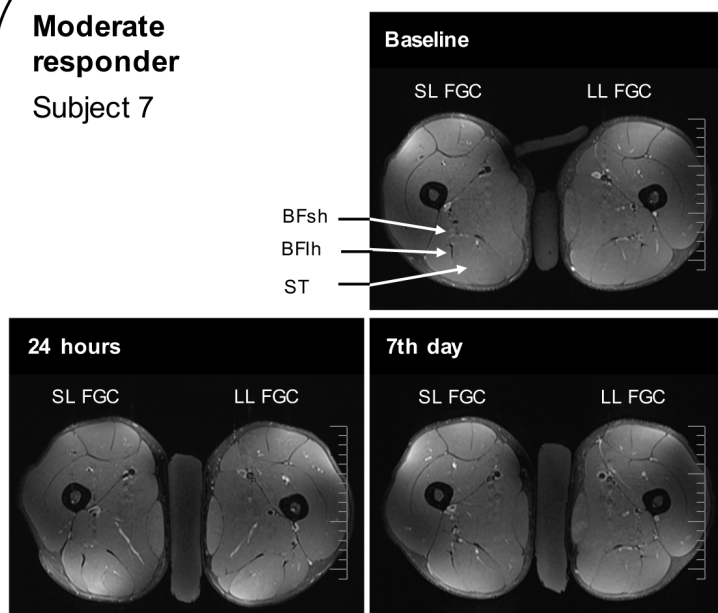 Moderate
responder
Subject 7
Baseline
SL FGC
LL FGC
BFsh
BFlh
ST
24 hours
SL FGC
LL FGC
7th day
SL FGC
LL FGC